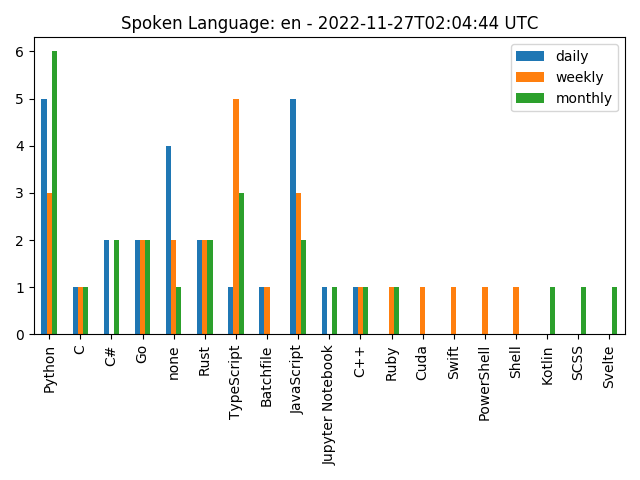 Spoken Language: en - 2022-11-27T02:04:44 UTC
daily
weekly
monthly
6
5
4
3
2
1
0
Python
C
C#
Go
none
Rust
TypeScript
Batchfile
JavaScript
Jupyter Notebook
C++
Ruby
Cuda
Swift
PowerShell
Shell
Kotlin
SCSS
Svelte